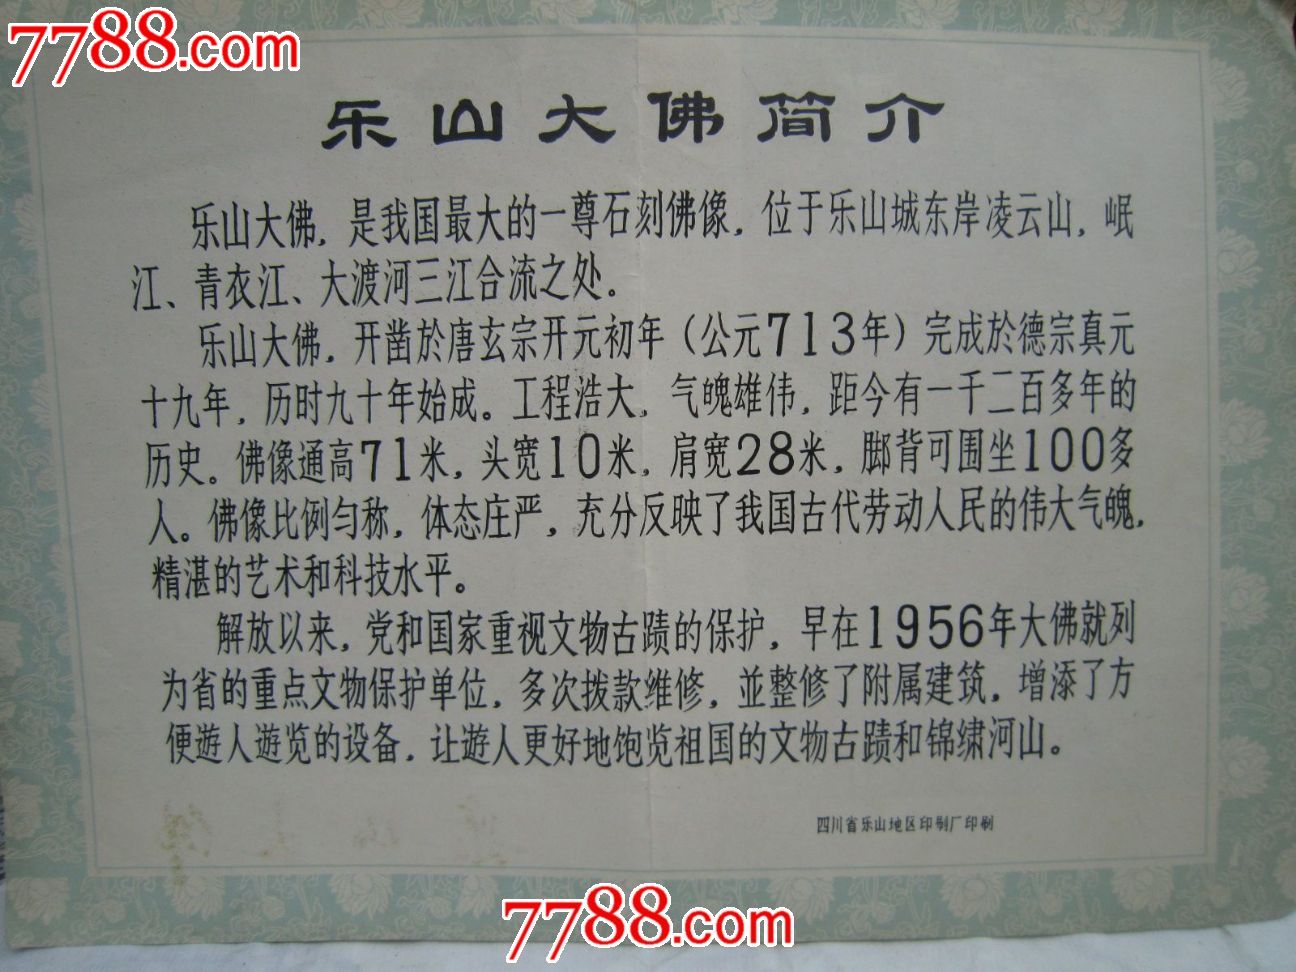 7788.com
乐山大佛简介
乐山大佛，是我国最大的一尊石刻佛像，位于乐山城东岸凌云山，岷
江、青衣江、大渡河三江合流之处。
乐山大佛，开凿於唐玄宗开元初年（公元713年）完成於德宗真元
十九年，历时九十年始成。工程浩大，气魄雄伟，距今有一千二百多年的
历史。佛像通高71米，头宽10米，肩宽28米，脚背可围坐100多
人。佛像比例匀称，体态庄严，充分反映了我国古代劳动人民的伟大气魄，
精湛的艺术和科技水平。
解放以来，党和国家重视文物古蹟的保护，早在1956年大佛就列
为省的重点文物保护单位，多次拨款维修，並整修了附属建筑，增添了方
便遊人遊览的设备，让遊人更好地饱览祖国的文物古蹟和锦绣河山。
四川省乐山地区印制厂印刷
7788.com